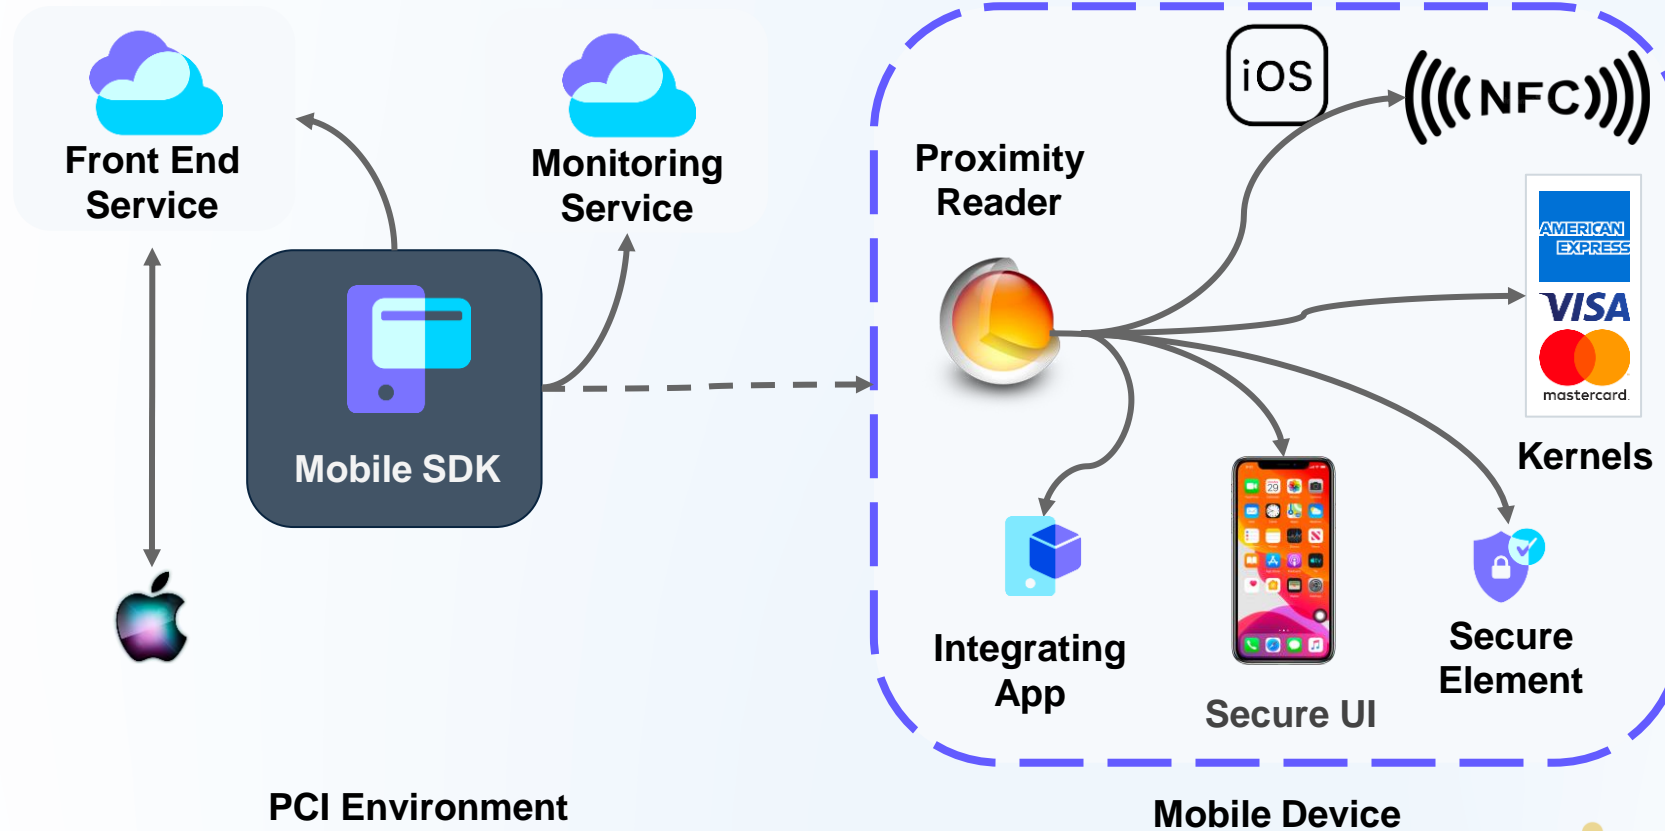 Front End
Service
Monitoring
Service
Mobile SDK
PCI Environment
iOS
NFC
Proximity
Reader
AMERICAN
EXPRESS
VISA
mastercard.
Kernels
Integrating
App
Secure UI
Secure
Element
Mobile Device